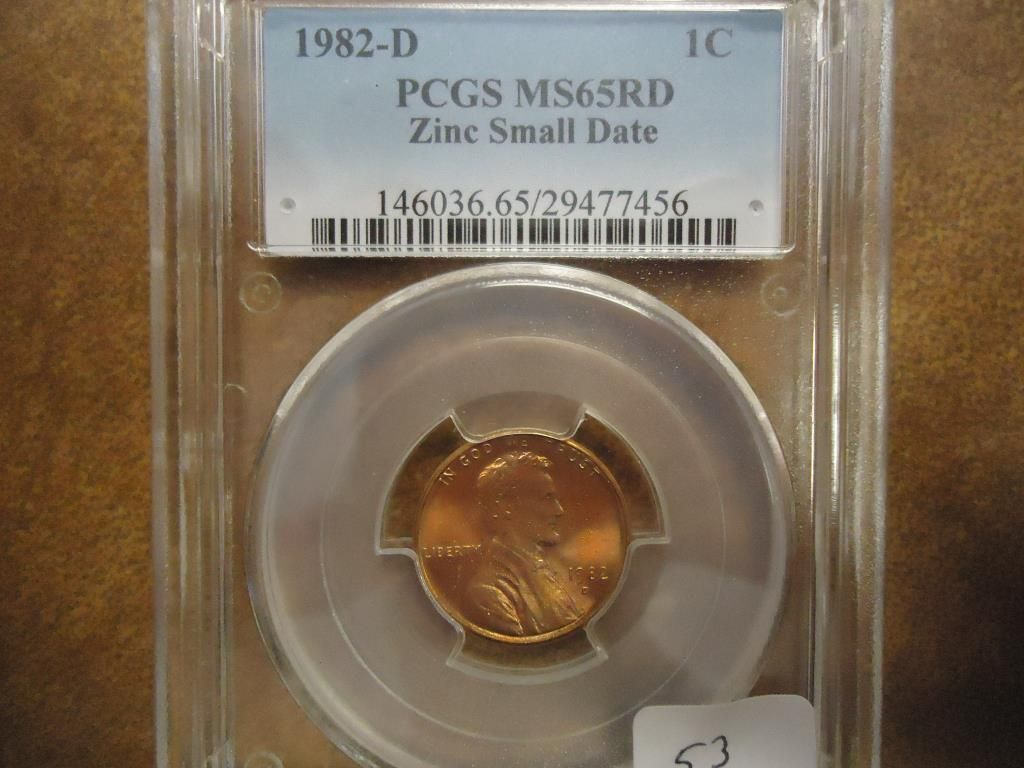 1982-D 1C
PCGS MS65RD
Zinc Small Date
146036.65/29477456
IN GOD WE TRUST
LIBERTY
1982
D
53